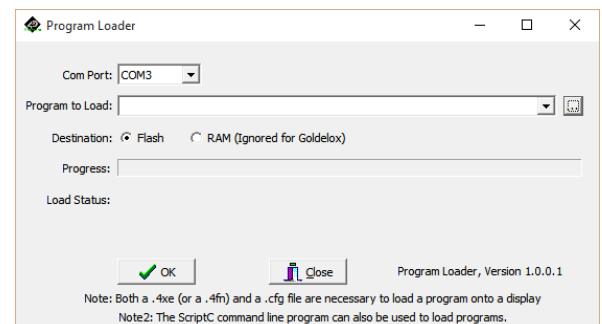 Program Loader
Com Port: COM3
Program to Load:
Destination: Flash RAM (Ignored for Goldelox)
Progress:
Load Status:
OK Close Program Loader, Version 1.0.0.1
Note: Both a .4xe (or a .4fn) and a .cfg file are necessary to load a program onto a display
Note2: The ScriptC command line program can also be used to load programs.